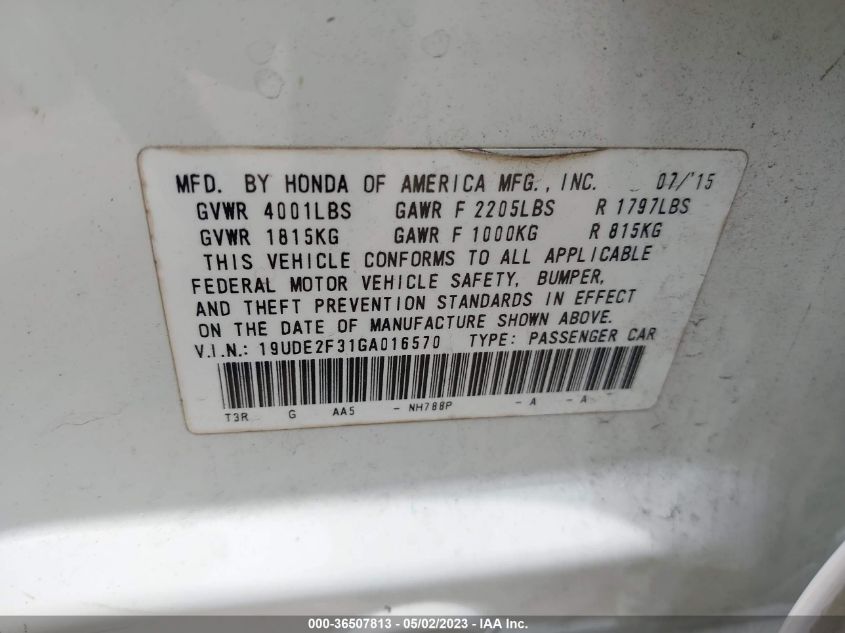 MFD. BY HONDA OF AMERICA MFG., INC. 07/'15
GVWR 4001LBS GAWR F 2205LBS R 1797LBS
GVWR 1815KG GAWR F 1000KG R 815KG
THIS VEHICLE CONFORMS TO ALL APPLICABLE
FEDERAL MOTOR VEHICLE SAFETY, BUMPER,
AND THEFT PREVENTION STANDARDS IN EFFECT
ON THE DATE OF MANUFACTURE SHOWN ABOVE.
V.I.N.: 19UDE2F31GA016570 TYPE: PASSENGER CAR
T3R G AA5 - NH788P - A - A -
000-36507813 - 05/02/2023 - IAA Inc.